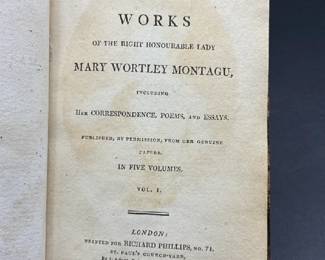 WORKS
OF THE RIGHT HONOURABLE LADY
MARY WORTLEY MONTAGU,
INCLUDING
HER CORRESPONDENCE, POEMS, AND ESSAYS.
PUBLISHED, BY PERMISSION, FROM HER GENUINE
PAPERS.
IN FIVE VOLUMES.
VOL. I.
LONDON:
PRINTED FOR RICHARD PHILLIPS, NO. 71,
ST. PAUL'S CHURCH-YARD,